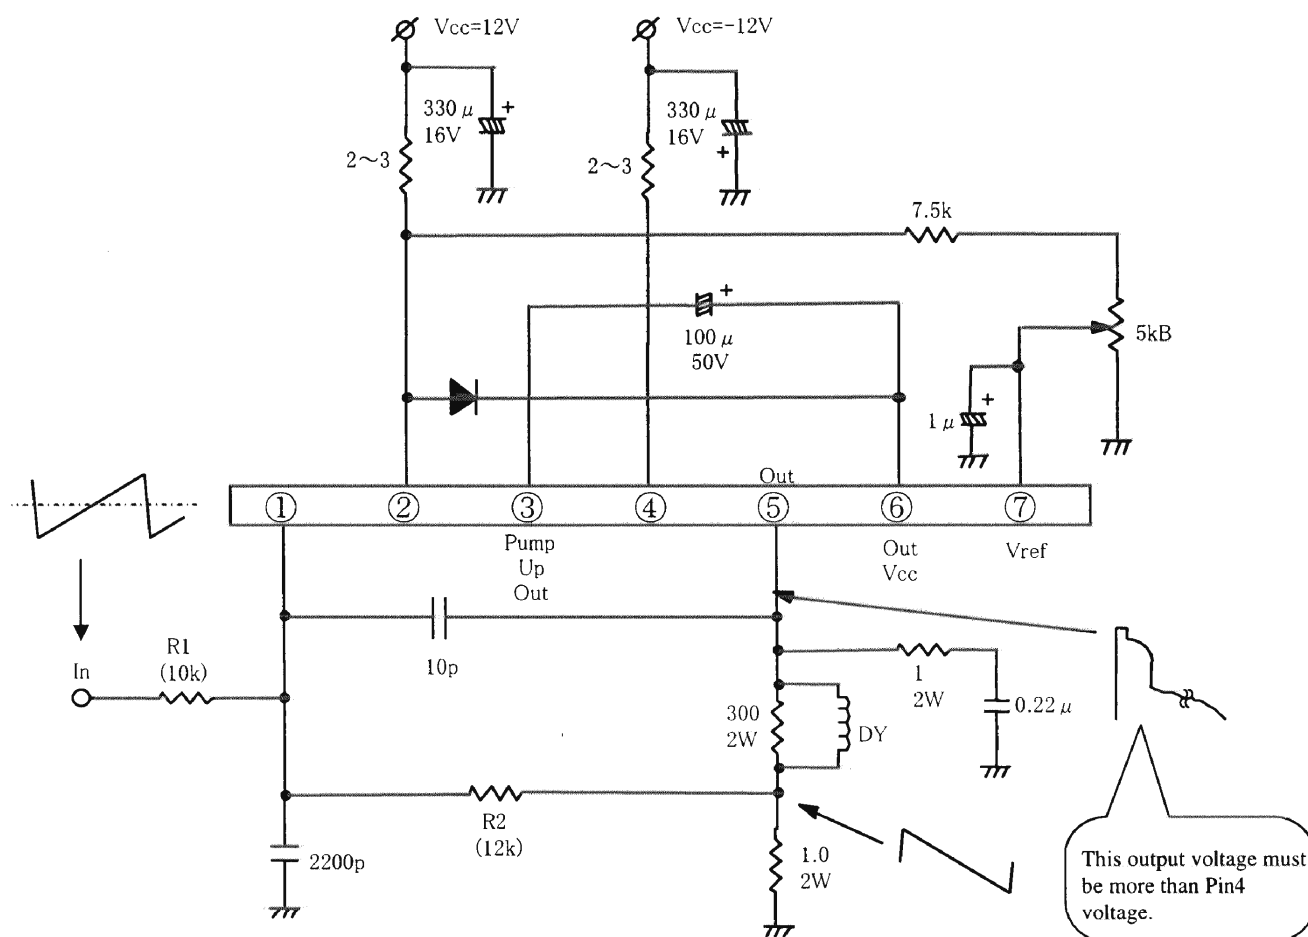 Vcc=12V
Vcc=-12V
330 μ
16V
+
330 μ
16V
+
2～3
2～3
7.5k
+
100 μ
50V
5kB
+
1 μ
Out
① ② ③ ④ ⑤ ⑥ ⑦
Pump
Up
Out
Out
Vcc
Vref
In
R1
(10k)
10p
1
2W
0.22 μ
300
2W
DY
R2
(12k)
2200p
1.0
2W
This output voltage must
be more than Pin4
voltage.